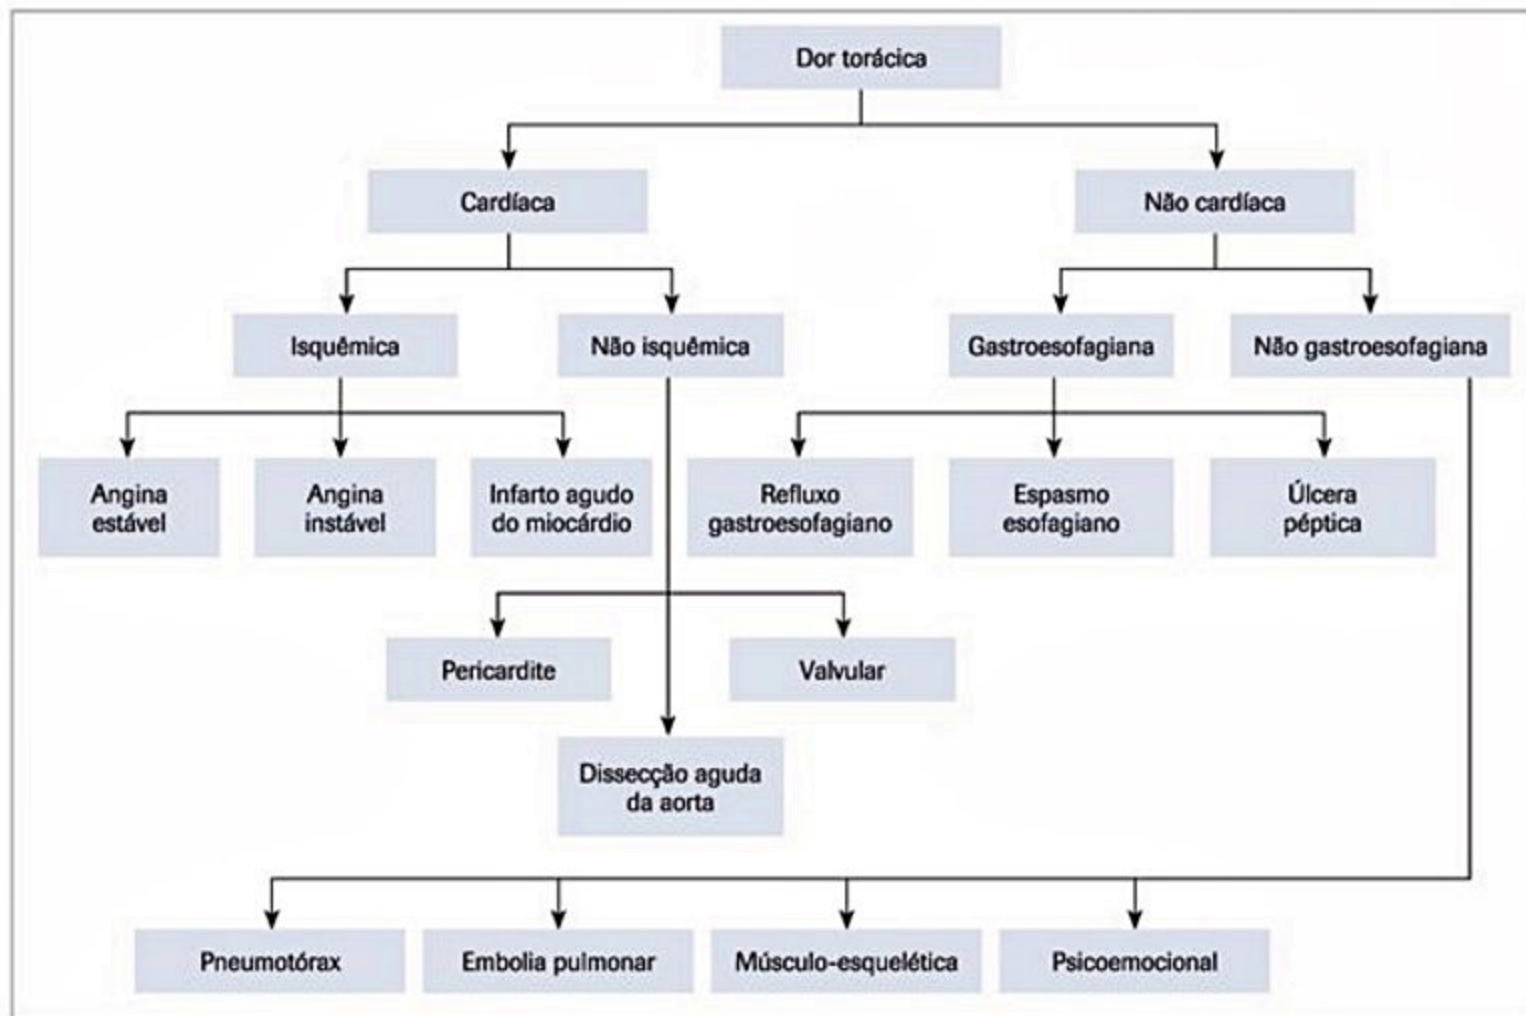 Dor torácica
Cardíaca
Não cardíaca
Isquêmica
Não isquêmica
Gastroesofagiana
Não gastroesofagiana
Angina
estável
Angina
instável
Infarto agudo
do miocárdio
Refluxo
gastroesofagiano
Espasmo
esofagiano
Úlcera
péptica
Pericardite
Valvular
Dissecção aguda
da aorta
Pneumotórax
Embolia pulmonar
Músculo-esquelética
Psicoemocional